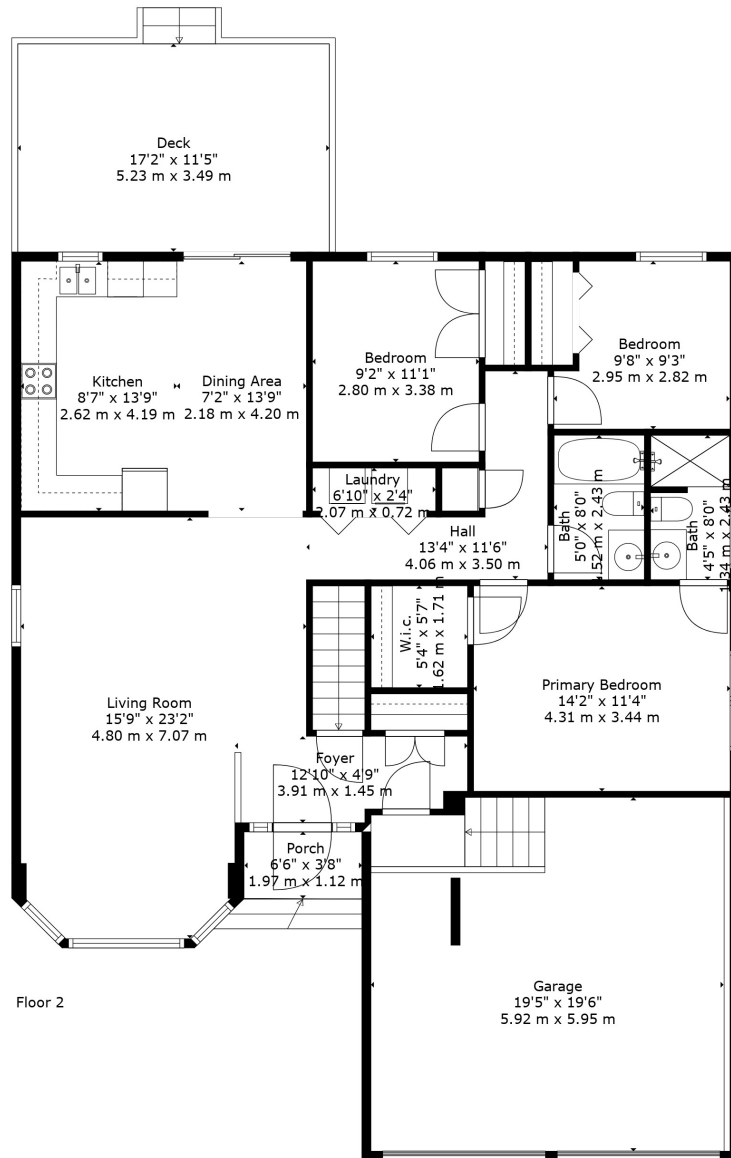 Deck
17'2" x 11'5"
5.23 m x 3.49 m
Kitchen
8'7" x 13'9"
2.62 m x 4.19 m
Dining Area
7'2" x 13'9"
2.18 m x 4.20 m
Bedroom
9'2" x 11'1"
2.80 m x 3.38 m
Bedroom
9'8" x 9'3"
2.95 m x 2.82 m
Laundry
6'10" x 2'4"
2.07 m x 0.72 m
Hall
13'4" x 11'6"
4.06 m x 3.50 m
Bath
5'0" x 8'0"
1.52 m x 2.43 m
Bath
4'5" x 8'0"
1.34 m x 2.43 m
W.i.c.
5'4" x 5'7"
1.62 m x 1.71 m
Primary Bedroom
14'2" x 11'4"
4.31 m x 3.44 m
Living Room
15'9" x 23'2"
4.80 m x 7.07 m
Foyer
12'10" x 4'9"
3.91 m x 1.45 m
Porch
6'6" x 3'8"
1.97 m x 1.12 m
Garage
19'5" x 19'6"
5.92 m x 5.95 m
Floor 2